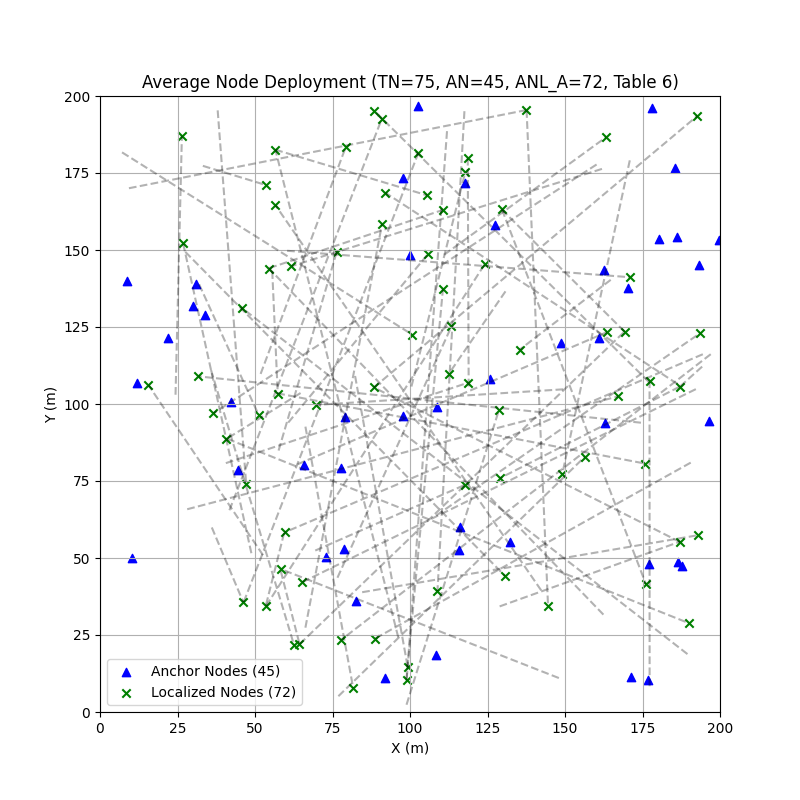 Average Node Deployment (TN=75, AN=45, ANL_A=72, Table 6)
200
175
150
125
100
75
50
25
0
Y (m)
Anchor Nodes (45)
Localized Nodes (72)
0 25 50 75 100 125 150 175 200
X (m)